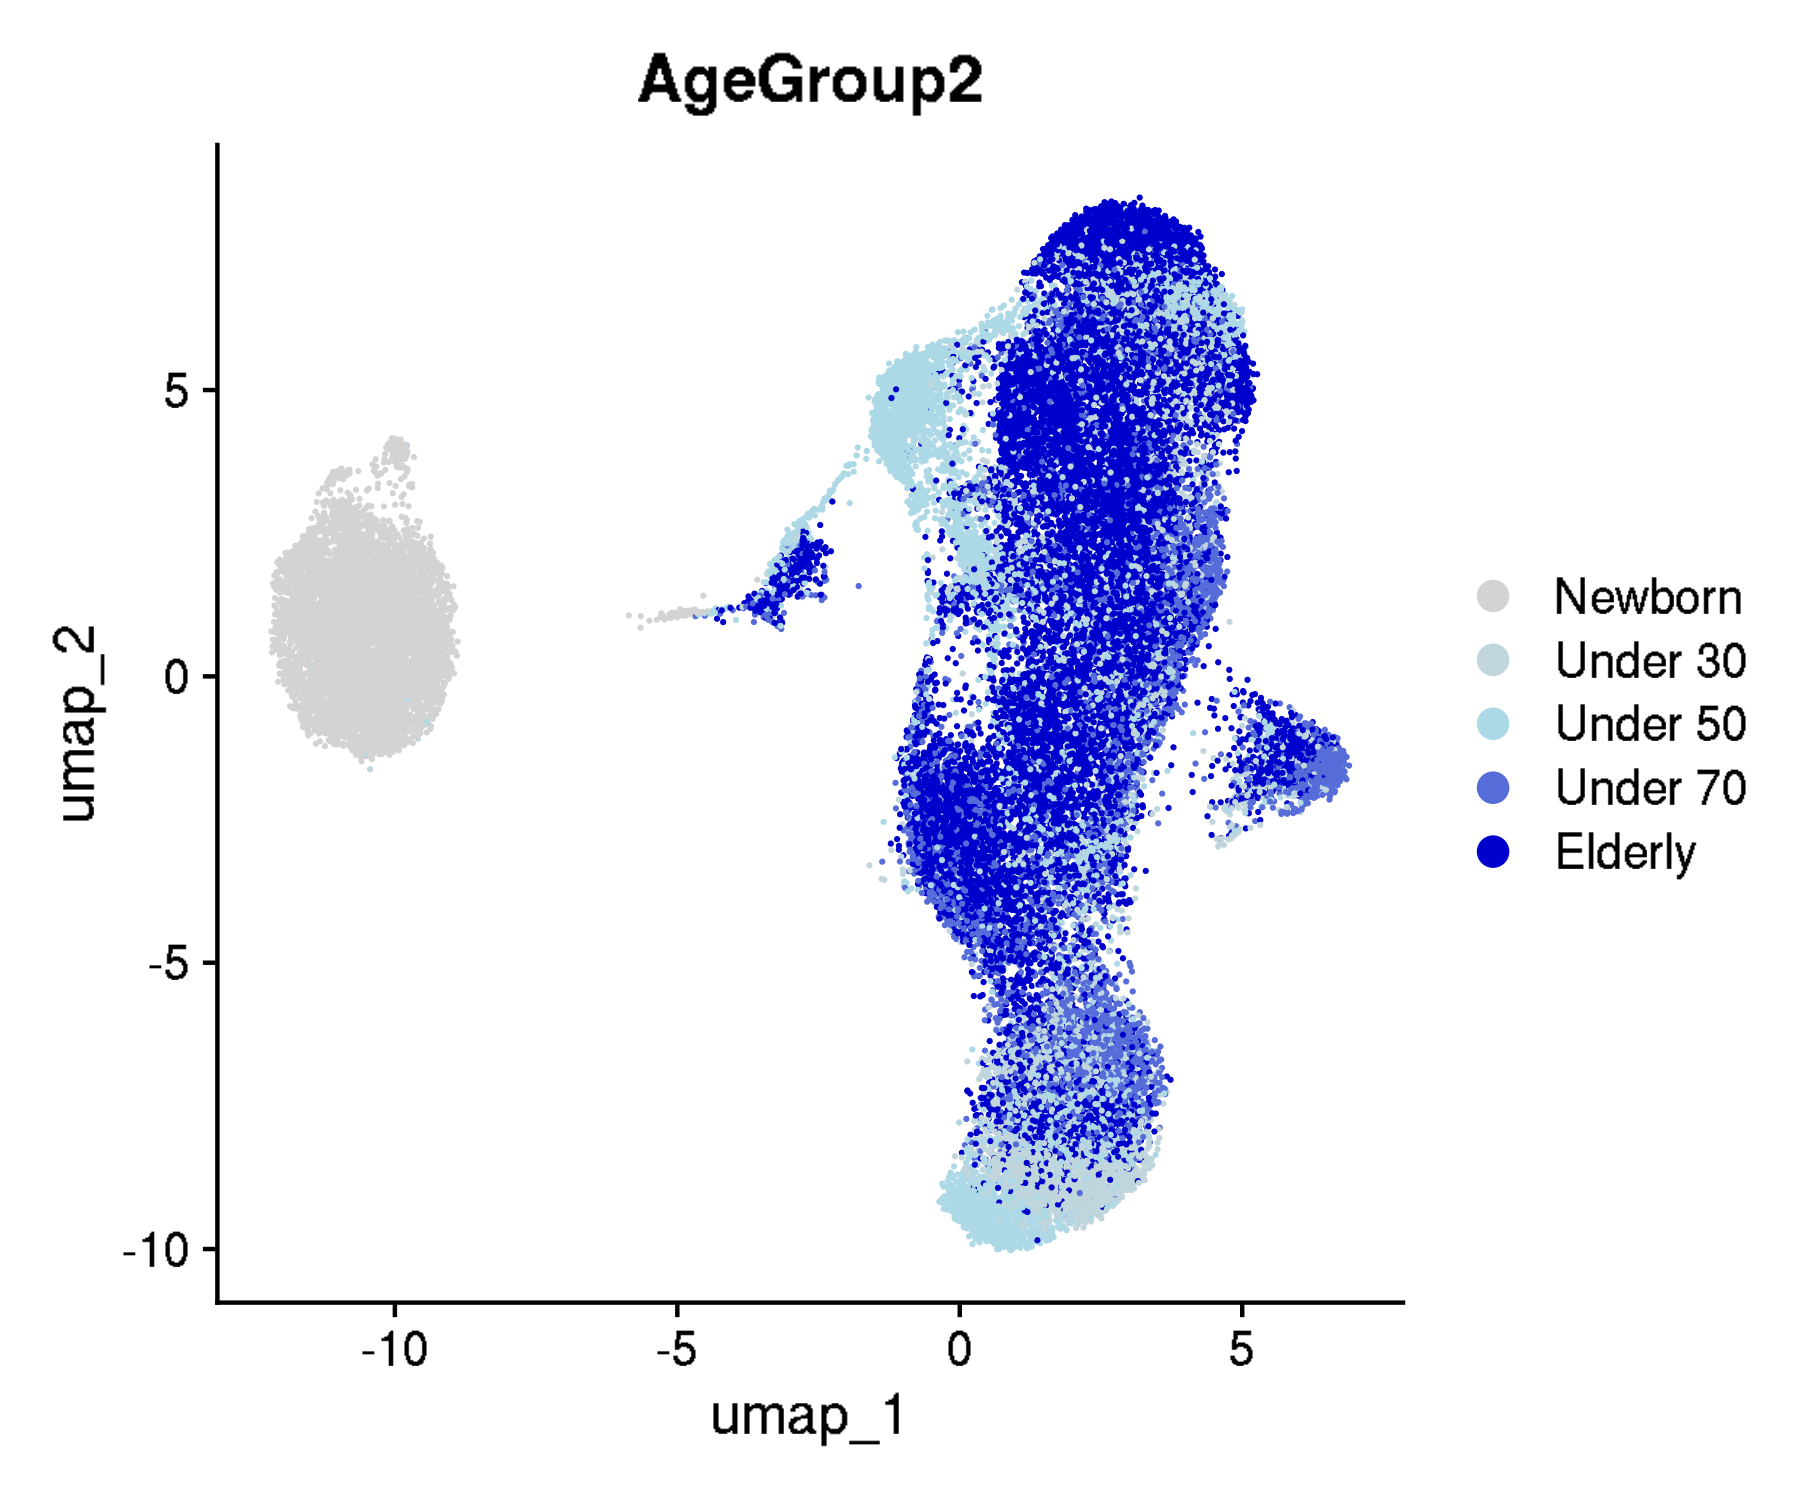 AgeGroup2
umap_2
5
0
-5
-10
-10
-5
0
5
umap_1
Newborn
Under 30
Under 50
Under 70
Elderly